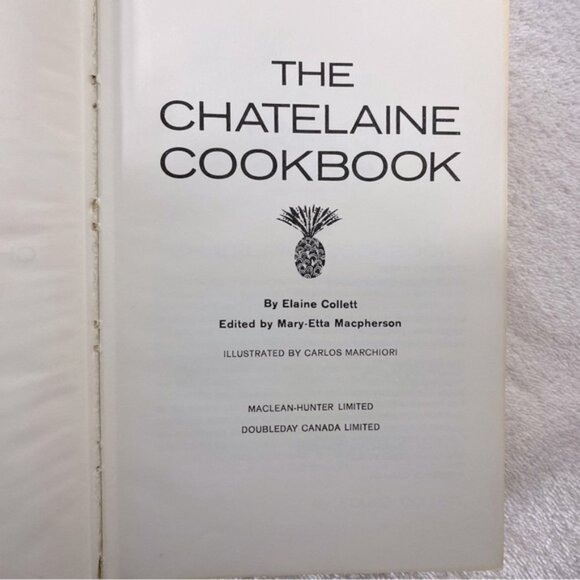 THE
CHATELAINE
COOKBOOK
By Elaine Collett
Edited by Mary-Etta Macpherson
ILLUSTRATED BY CARLOS MARCHIORI
MACLEAN-HUNTER LIMITED
DOUBLEDAY CANADA LIMITED